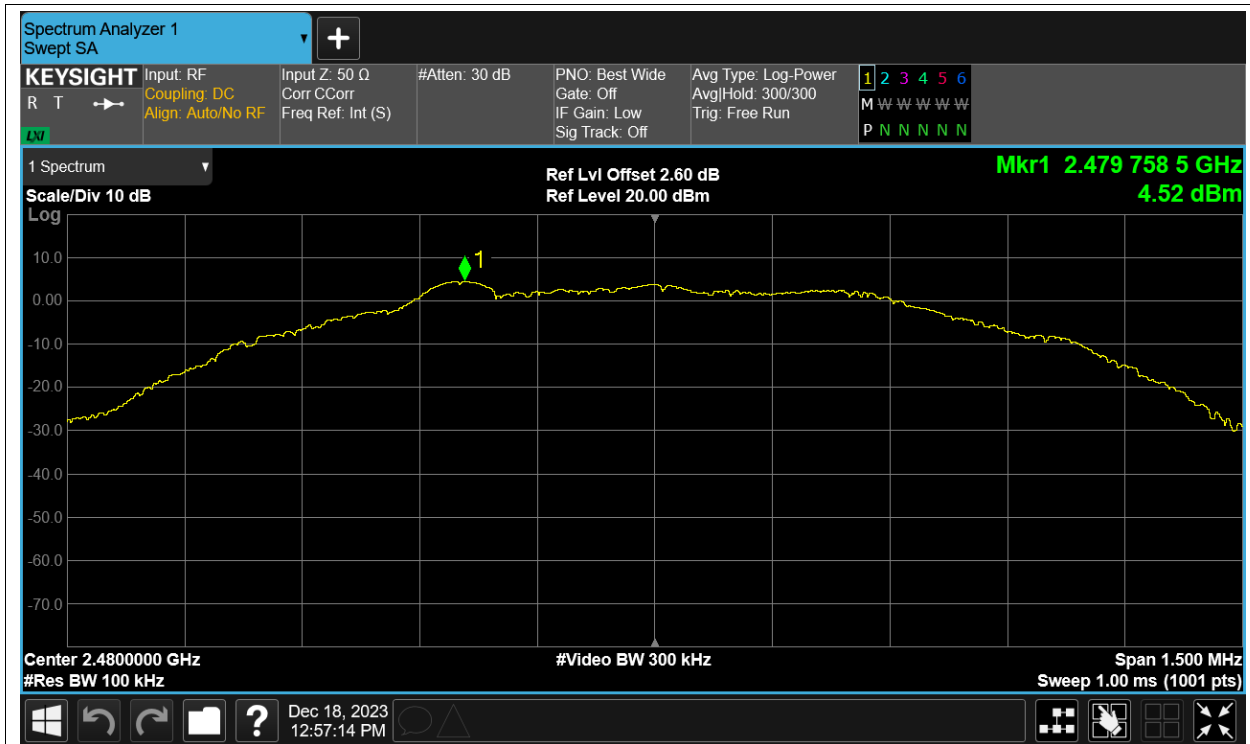 Spectrum Analyzer 1
Swept SA
+
KEYSIGHT
R T
LXI
Input: RF
Coupling: DC
Align: Auto/No RF
Input Z: 50 Ω
Corr CCorr
Freq Ref: Int (S)
#Atten: 30 dB
PNO: Best Wide
Gate: Off
IF Gain: Low
Sig Track: Off
Avg Type: Log-Power
Avg|Hold: 300/300
Trig: Free Run
1 2 3 4 5 6
M W W W W W
P N N N N N
1 Spectrum
Scale/Div 10 dB
Log
Ref Lvl Offset 2.60 dB
Ref Level 20.00 dBm
Mkr1 2.479 758 5 GHz
4.52 dBm
1
10.0
0.00
-10.0
-20.0
-30.0
-40.0
-50.0
-60.0
-70.0
Center 2.4800000 GHz
#Res BW 100 kHz
#Video BW 300 kHz
Span 1.500 MHz
Sweep 1.00 ms (1001 pts)
?
Dec 18, 2023
12:57:14 PM